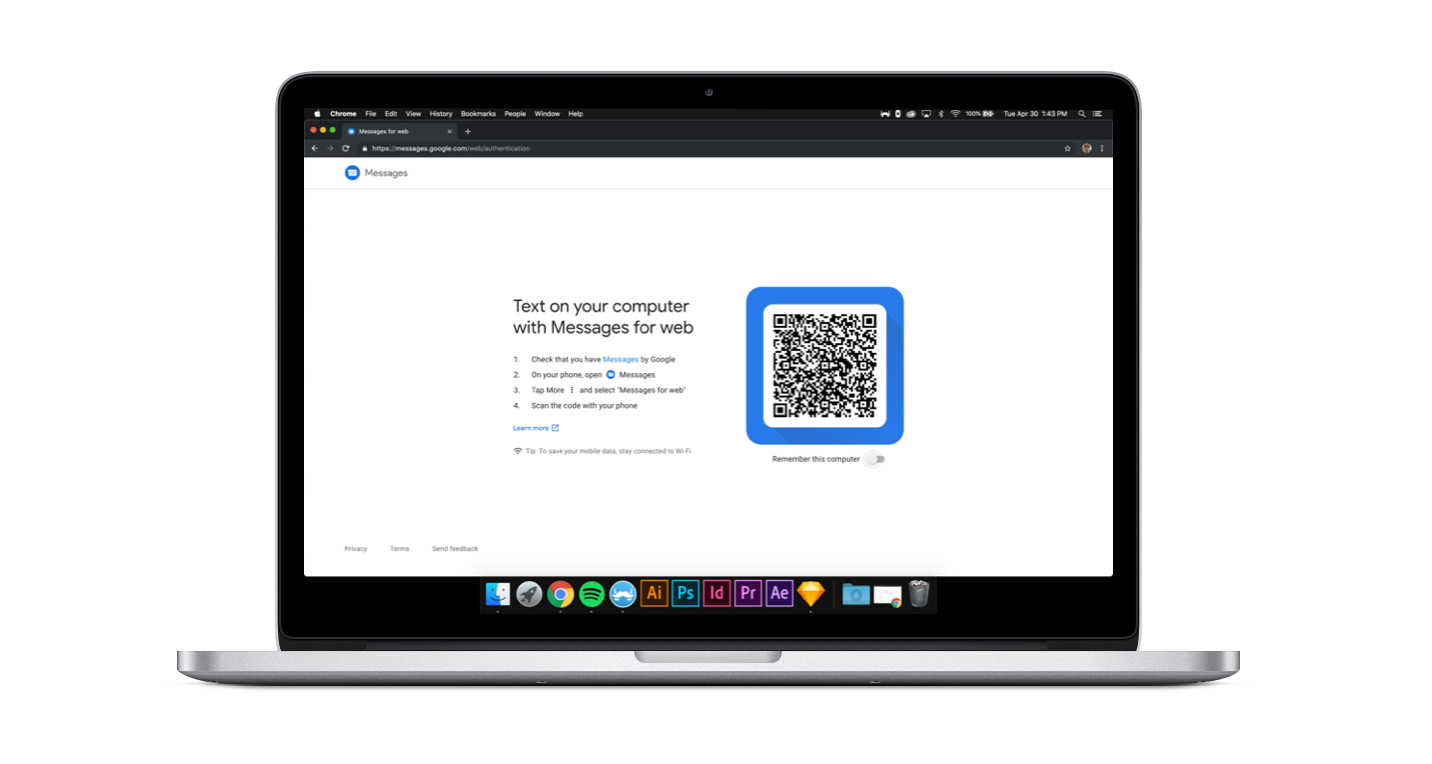 Chrome File Edit View History Bookmarks People Window Help 100% Tue Apr 30 1:43 PM
Messages for web
https://messages.google.com/web/authentication
Messages
Text on your computer
with Messages for web
1. Check that you have Messages by Google
2. On your phone, open Messages
3. Tap More and select "Messages for web"
4. Scan the code with your phone
Learn more
Tip: To save your mobile data, stay connected to Wi-Fi
Remember this computer
Privacy Terms Send feedback
Ai Ps Id Pr Ae